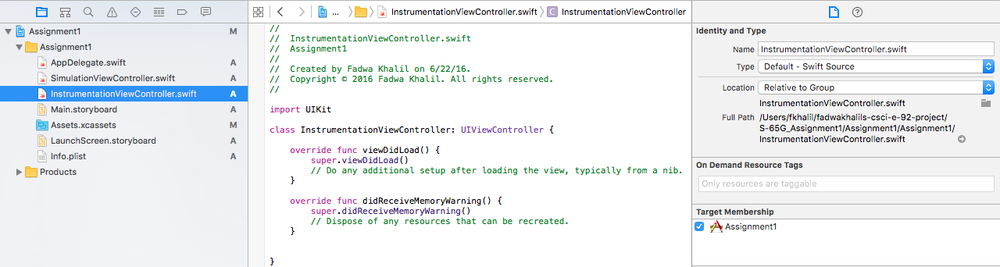 Assignment1 M
Assignment1
AppDelegate.swift A
SimulationViewController.swift A
InstrumentationViewController.swift A
Main.storyboard A
Assets.xcassets M
LaunchScreen.storyboard A
Info.plist A
Products
... InstrumentationViewController.swift C InstrumentationViewController
//
// InstrumentationViewController.swift
// Assignment1
//
// Created by Fadwa Khalil on 6/22/16.
// Copyright © 2016 Fadwa Khalil. All rights reserved.
//
import UIKit
class InstrumentationViewController: UIViewController {
override func viewDidLoad() {
super.viewDidLoad()
// Do any additional setup after loading the view, typically from a nib.
}
override func didReceiveMemoryWarning() {
super.didReceiveMemoryWarning()
// Dispose of any resources that can be recreated.
}
}
Identity and Type
Name InstrumentationViewController.swift
Type Default - Swift Source
Location Relative to Group
InstrumentationViewController.swift
Full Path /Users/fkhalil/fadwakhalils-csci-e-92-project/
S-65G_Assignment1/Assignment1/Assignment1/
InstrumentationViewController.swift
On Demand Resource Tags
Only resources are taggable
Target Membership
Assignment1